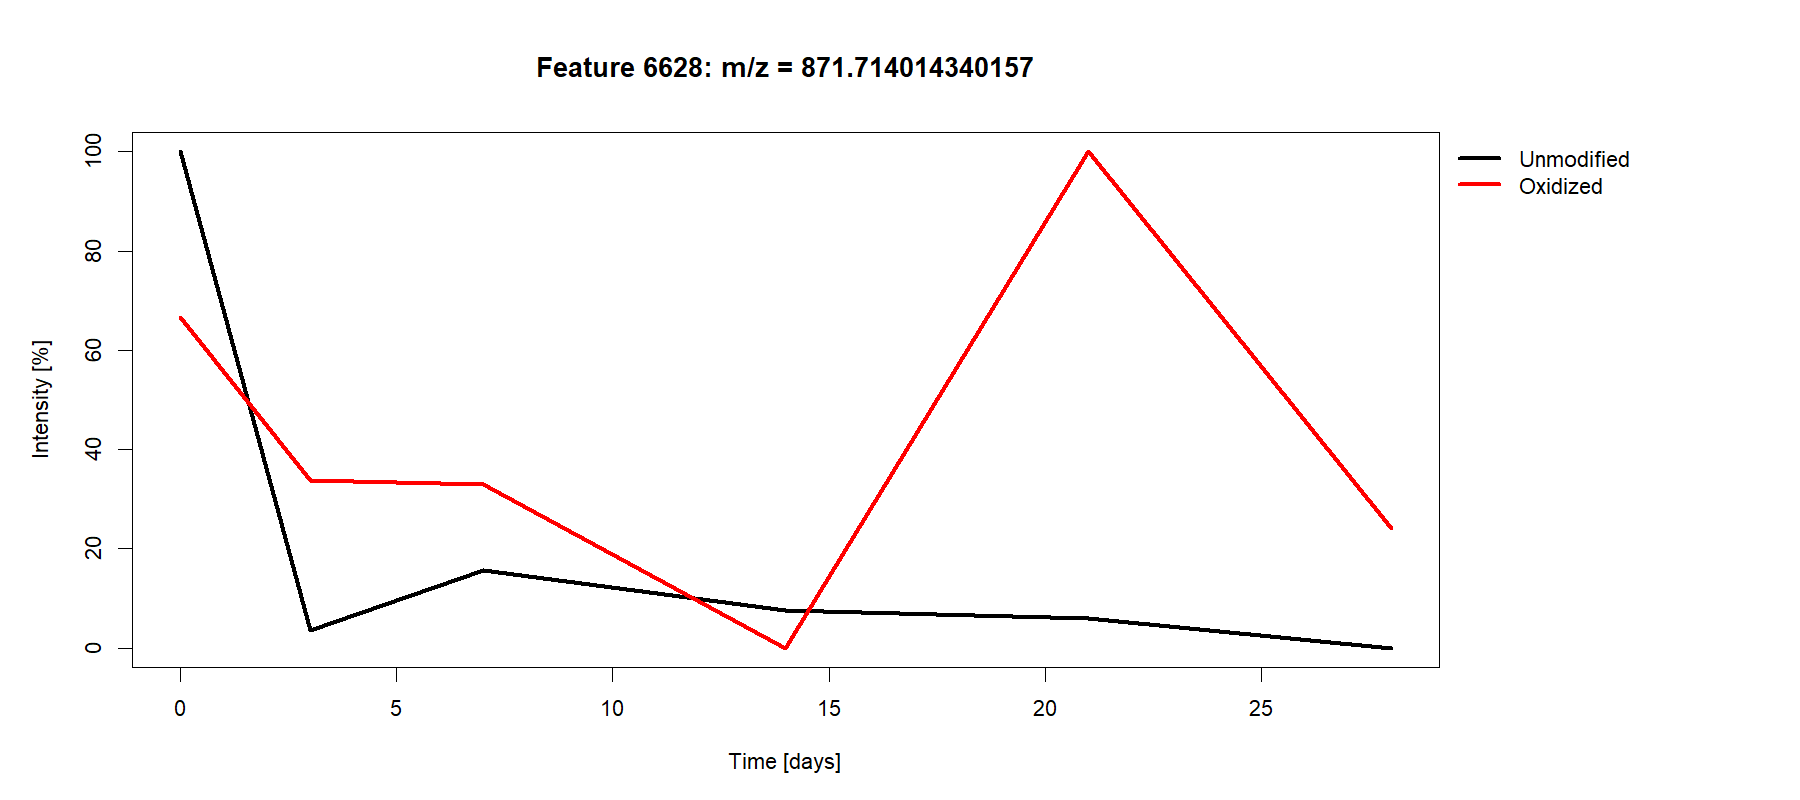 Feature 6628: m/z = 871.714014340157
Unmodified
Oxidized
Intensity [%]
100
80
60
40
20
0
0 5 10 15 20 25
Time [days]